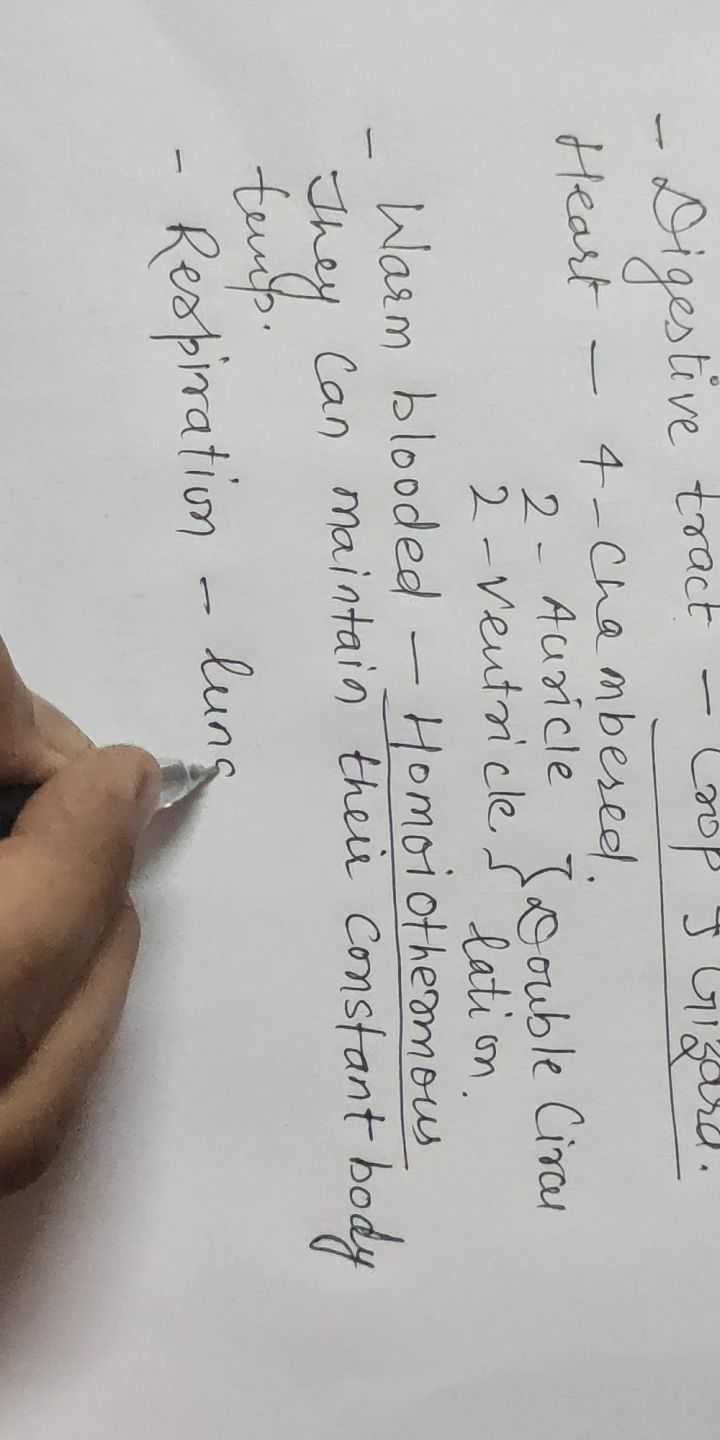 - Digestive tract - Crop & Gizard.
Heart - 4 - Chambered.
2 - Auricle
2 - Ventricle } Double Circu
lation.
- Warm blooded - Homoiothermous
They can maintain their constant body
temp.
- Respiration - lung